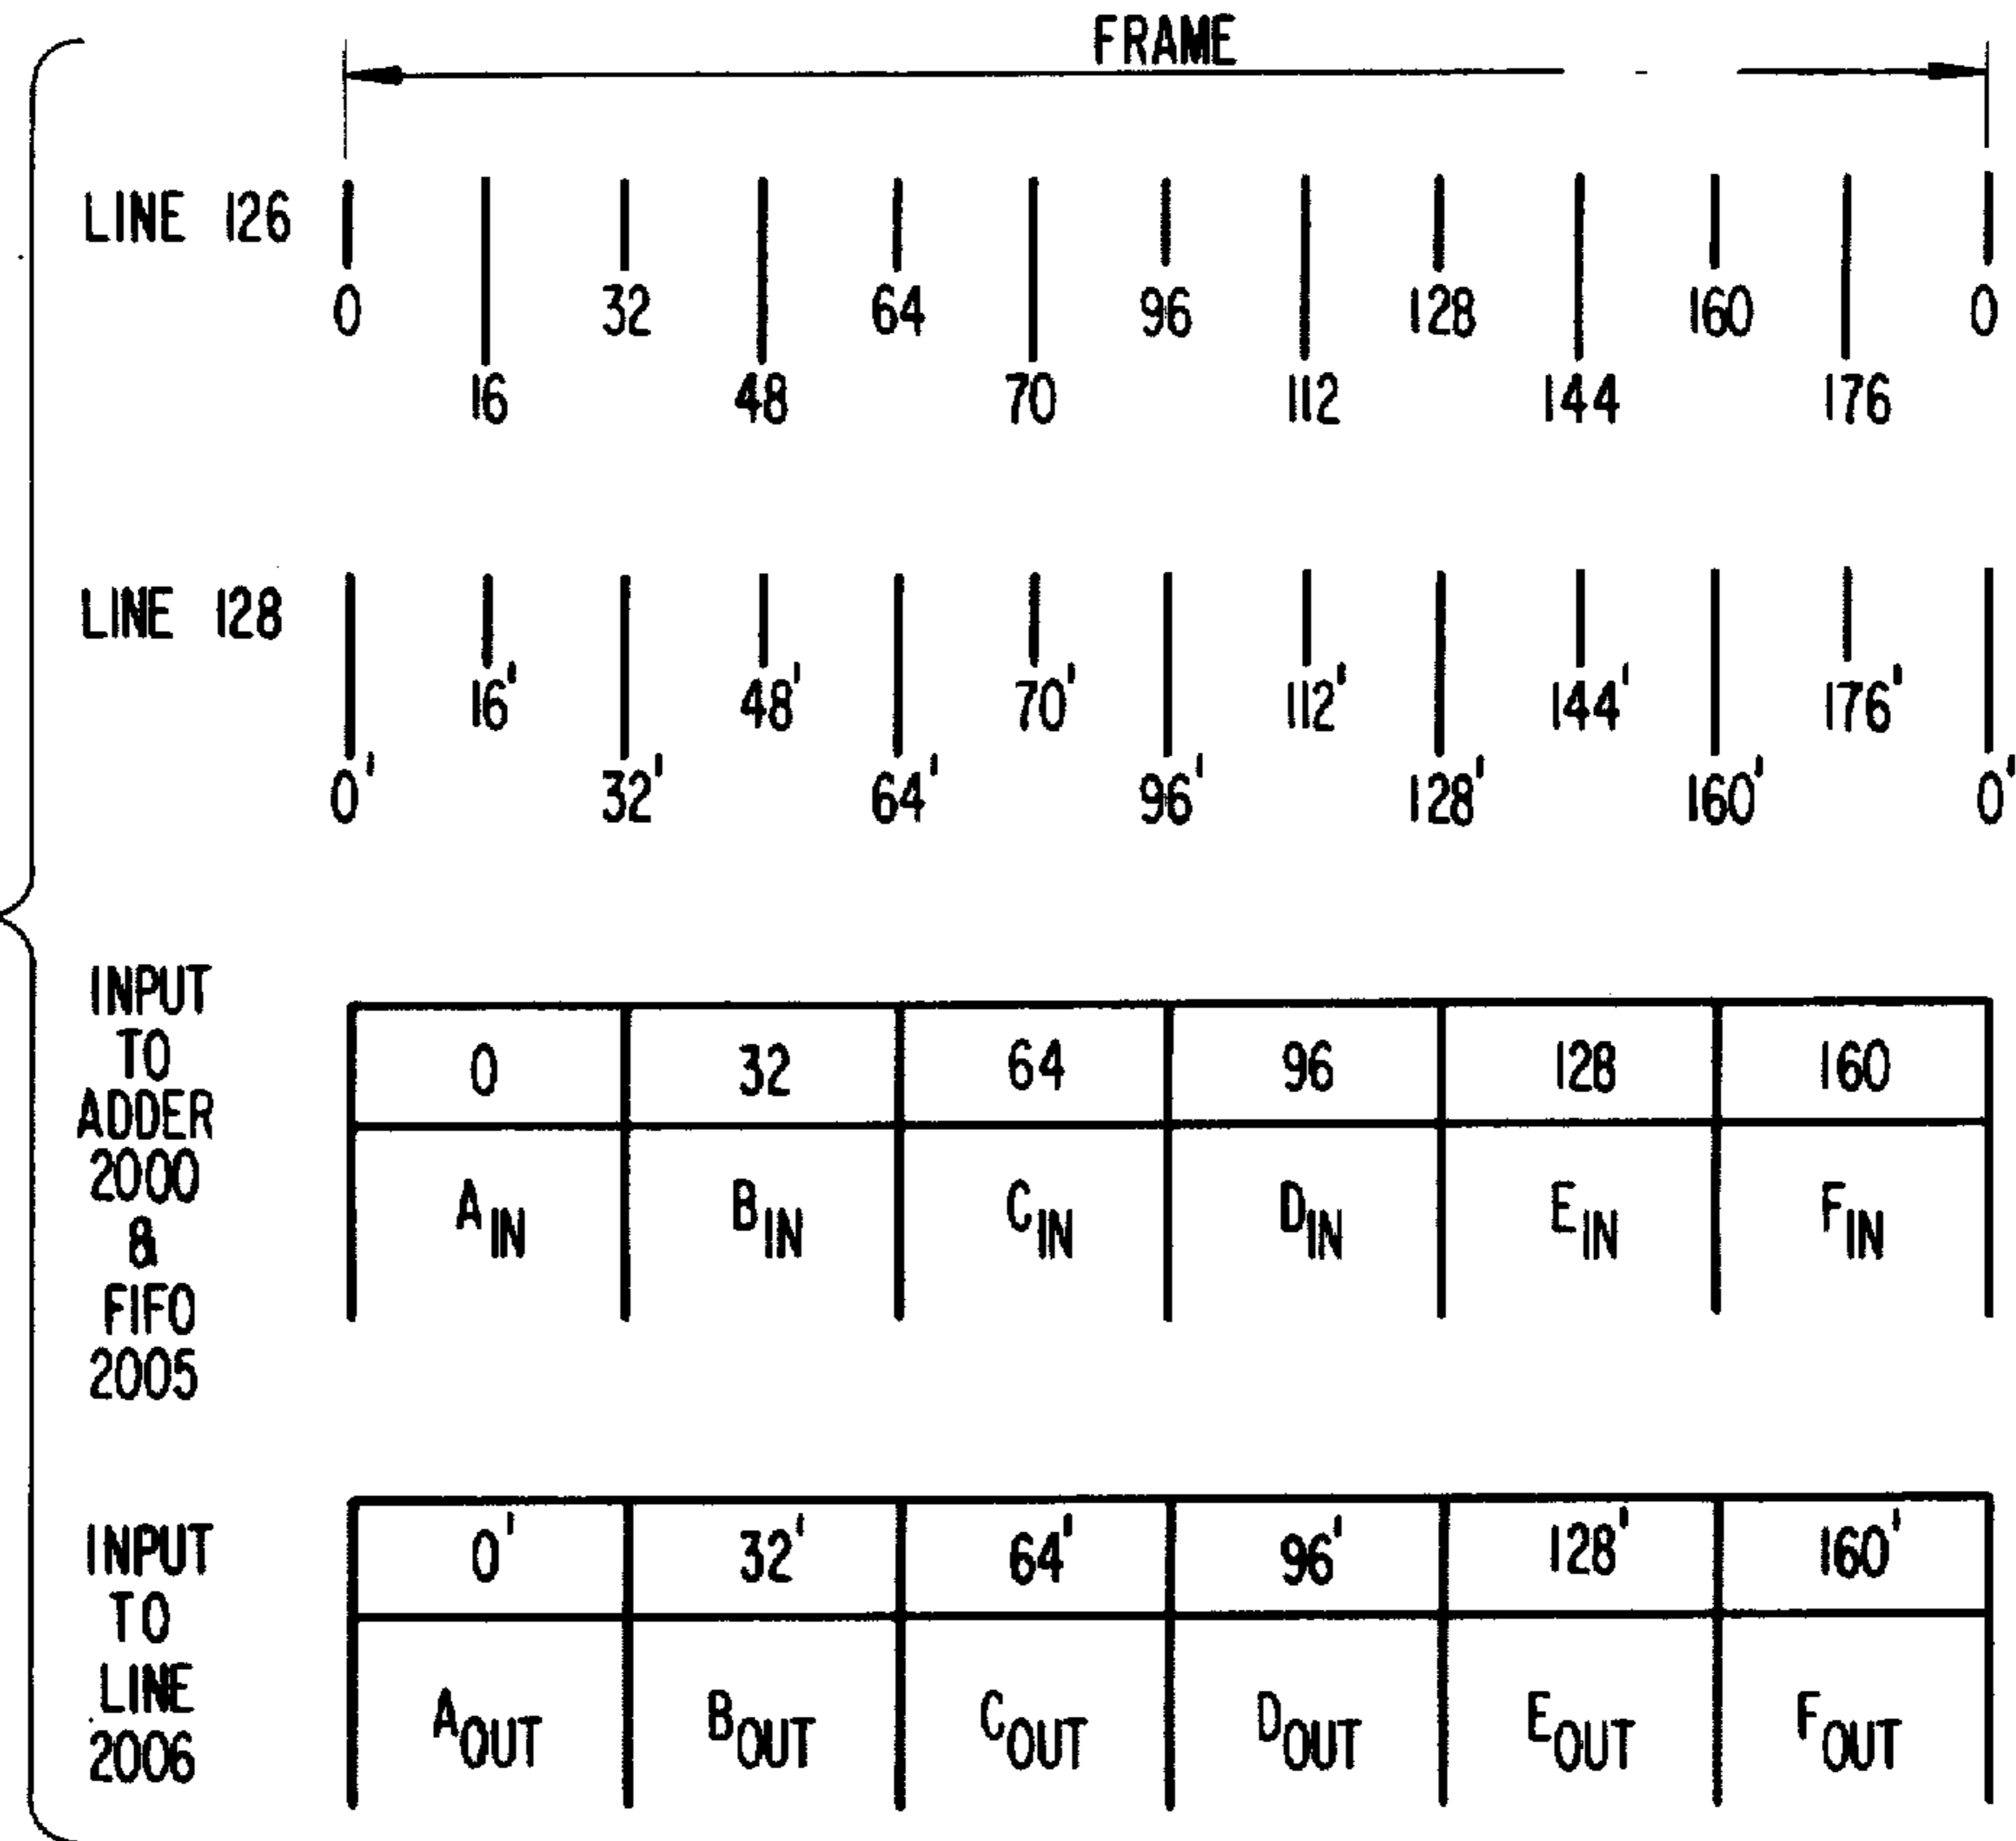 FRAME
LINE 126
0 32 64 96 128 160 0
16 48 70 112 144 176
LINE 128
16' 48' 70' 112' 144' 176'
0' 32' 64' 96' 128' 160' 0'
INPUT
TO
ADDER
2000
&
FIFO
2005
0 32 64 96 128 160
AIN BIN CIN DIN EIN FIN
INPUT
TO
LINE
2006
0' 32' 64' 96' 128' 160'
AOUT BOUT COUT DOUT EOUT FOUT